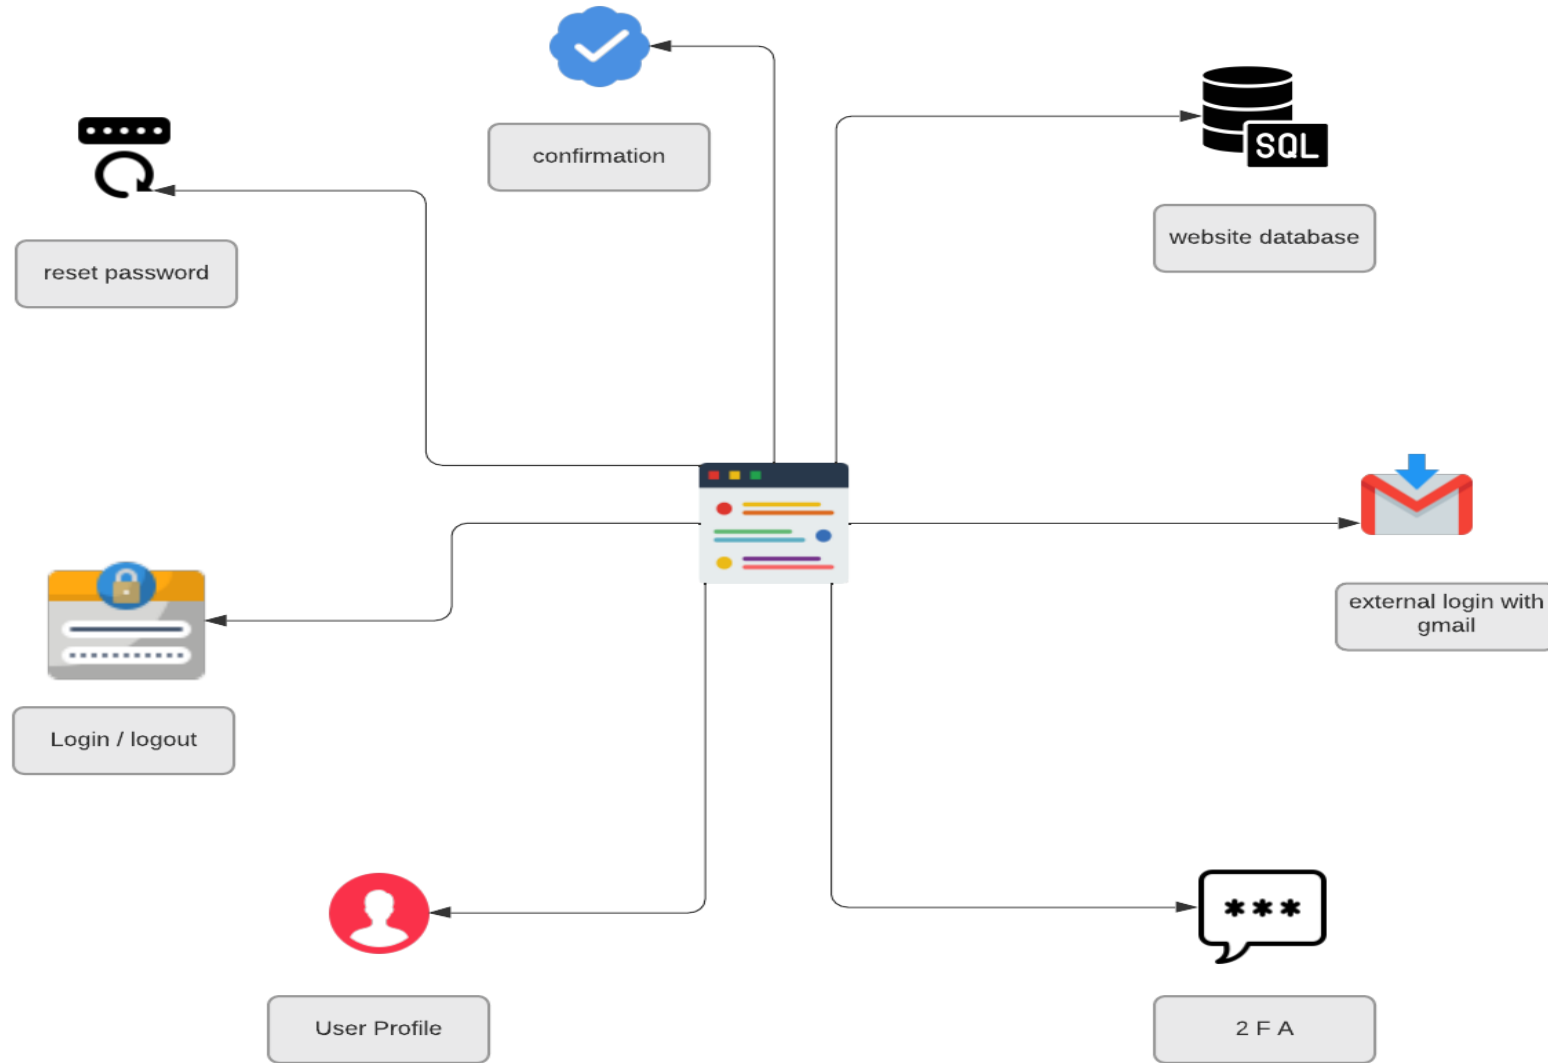 confirmation
SQL
website database
reset password
external login with
gmail
Login / logout
***
User Profile
2 F A